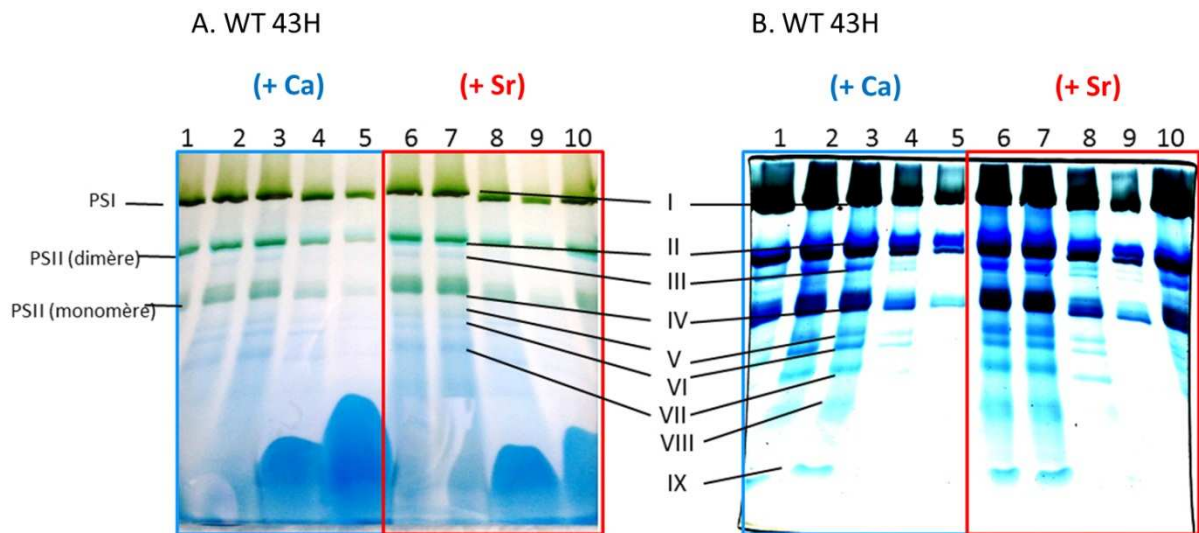 A. WT 43H
(+ Ca) (+ Sr)
1 2 3 4 5 6 7 8 9 10
PSI
PSII (dimère)
PSII (monomère)
I
II
III
IV
V
VI
VII
VIII
IX
B. WT 43H
(+ Ca) (+ Sr)
1 2 3 4 5 6 7 8 9 10